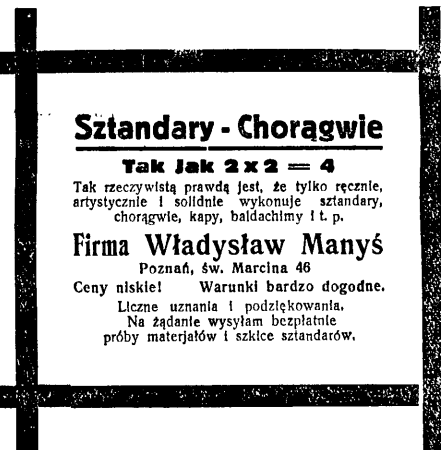 Sztandary - Chorągwie
Tak Jak 2 x 2 = 4
Tak rzeczywistą prawdą jest, że tylko ręcznie,
artystycznie i solidnie wykonuje sztandary,
chorągwie, kapy, baldachimy i t. p.
Firma Władysław Manyś
Poznań, św. Marcina 46
Ceny niskie! Warunki bardzo dogodne.
Liczne uznania i podziękowania.
Na żądanie wysyłam bezpłatnie
próby materjałów i szkice sztandarów.